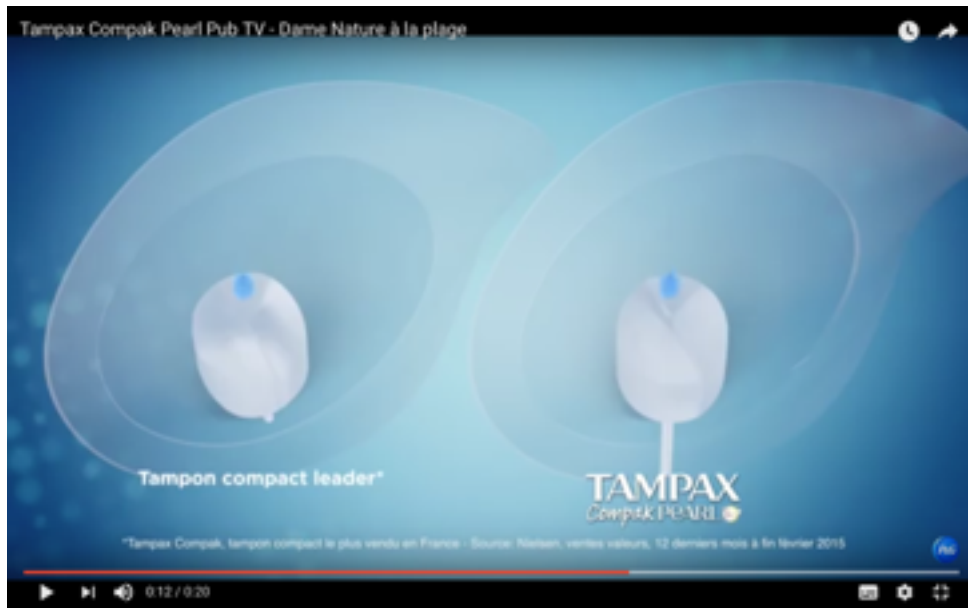 Tampax Compak Pearl Pub TV - Dame Nature à la plage
Tampon compact leader*
TAMPAX
Compak PEARL
*Tampax Compak, tampon compact le plus vendu en France - Source: Nielsen, ventes valeurs, 12 derniers mois à fin février 2015
P&G
0:12 / 0:20